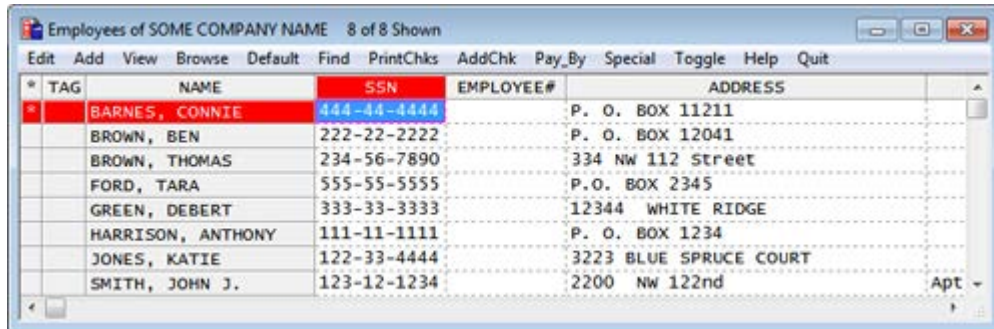 Employees of SOME COMPANY NAME 8 of 8 Shown
Edit Add View Browse Default Find PrintChks AddChk Pay_By Special Toggle Help Quit
* TAG NAME SSN EMPLOYEE# ADDRESS
* BARNES, CONNIE 444-44-4444 P. O. BOX 11211
BROWN, BEN 222-22-2222 P. O. BOX 12041
BROWN, THOMAS 234-56-7890 334 NW 112 Street
FORD, TARA 555-55-5555 P.O. BOX 2345
GREEN, DEBERT 333-33-3333 12344 WHITE RIDGE
HARRISON, ANTHONY 111-11-1111 P. O. BOX 1234
JONES, KATIE 122-33-4444 3223 BLUE SPRUCE COURT
SMITH, JOHN J. 123-12-1234 2200 NW 122nd Apt